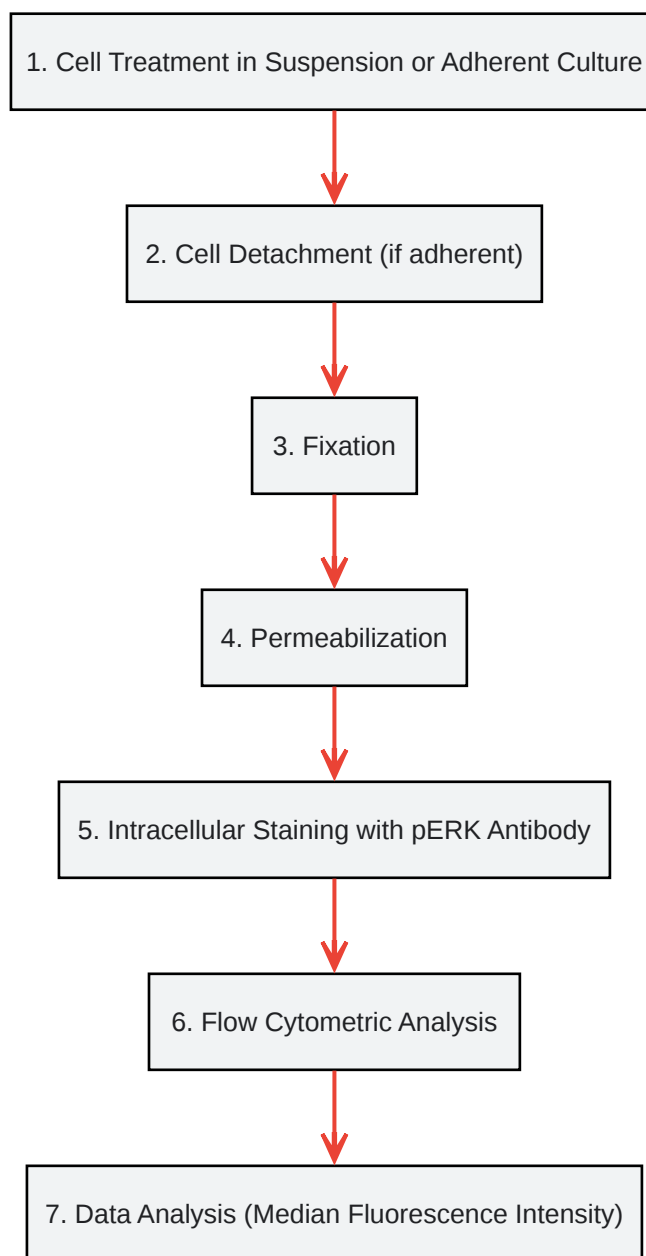 1. Cell Treatment in Suspension or Adherent Culture
2. Cell Detachment (if adherent)
3. Fixation
4. Permeabilization
5. Intracellular Staining with pERK Antibody
6. Flow Cytometric Analysis
7. Data Analysis (Median Fluorescence Intensity)